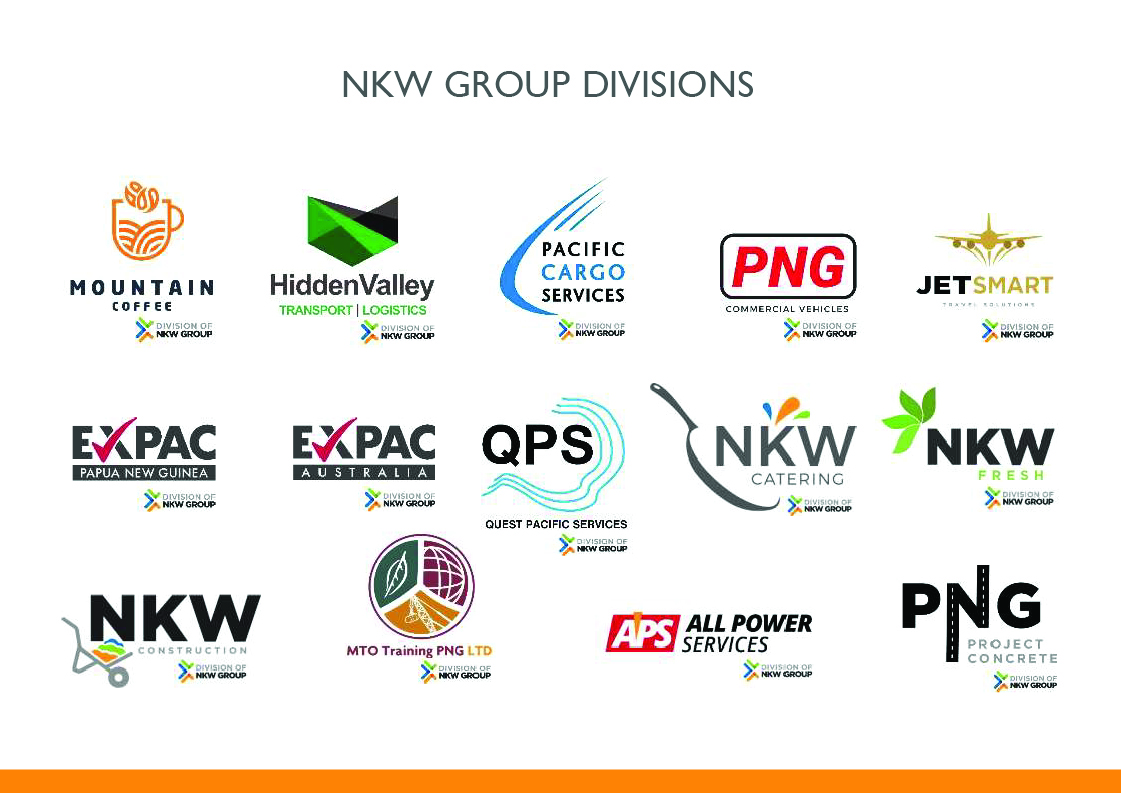 NKW GROUP DIVISIONS
MOUNTAIN
COFFEE
DIVISION OF
NKW GROUP
HiddenValley
TRANSPORT | LOGISTICS
DIVISION OF
NKW GROUP
PACIFIC
CARGO
SERVICES
DIVISION OF
NKW GROUP
PNG
COMMERCIAL VEHICLES
DIVISION OF
NKW GROUP
JETSMART
TRAVEL SOLUTIONS
DIVISION OF
NKW GROUP
EXPAC
PAPUA NEW GUINEA
DIVISION OF
NKW GROUP
EXPAC
AUSTRALIA
DIVISION OF
NKW GROUP
QPS
QUEST PACIFIC SERVICES
DIVISION OF
NKW GROUP
NKW
CATERING
DIVISION OF
NKW GROUP
NKW
FRESH
DIVISION OF
NKW GROUP
NKW
CONSTRUCTION
DIVISION OF
NKW GROUP
MTO Training PNG LTD
DIVISION OF
NKW GROUP
APS ALL POWER
SERVICES
DIVISION OF
NKW GROUP
PNG
PROJECT
CONCRETE
DIVISION OF
NKW GROUP